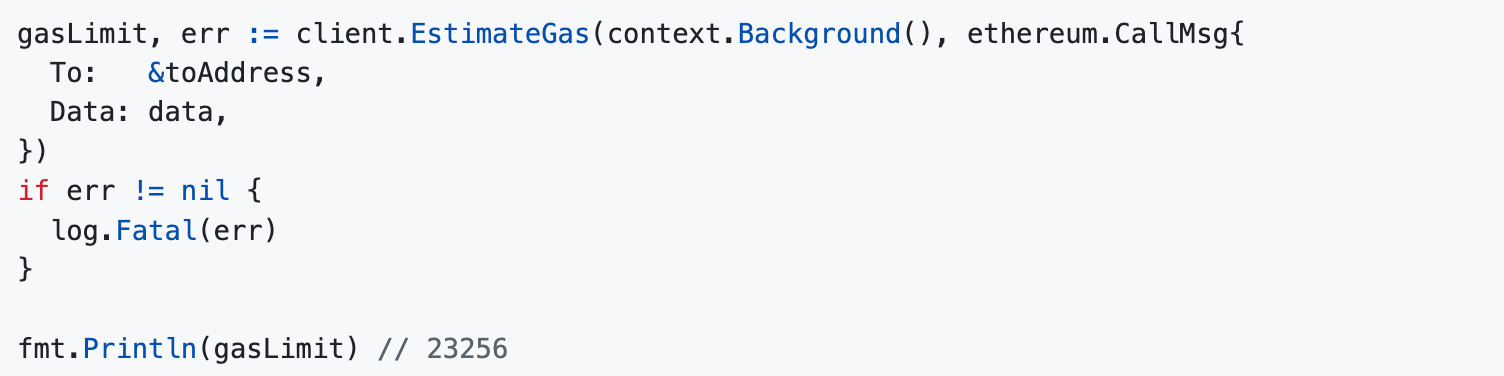 gasLimit, err := client.EstimateGas(context.Background(), ethereum.CallMsg{
  To:   &toAddress,
  Data: data,
})
if err != nil {
  log.Fatal(err)
}

fmt.Println(gasLimit) // 23256